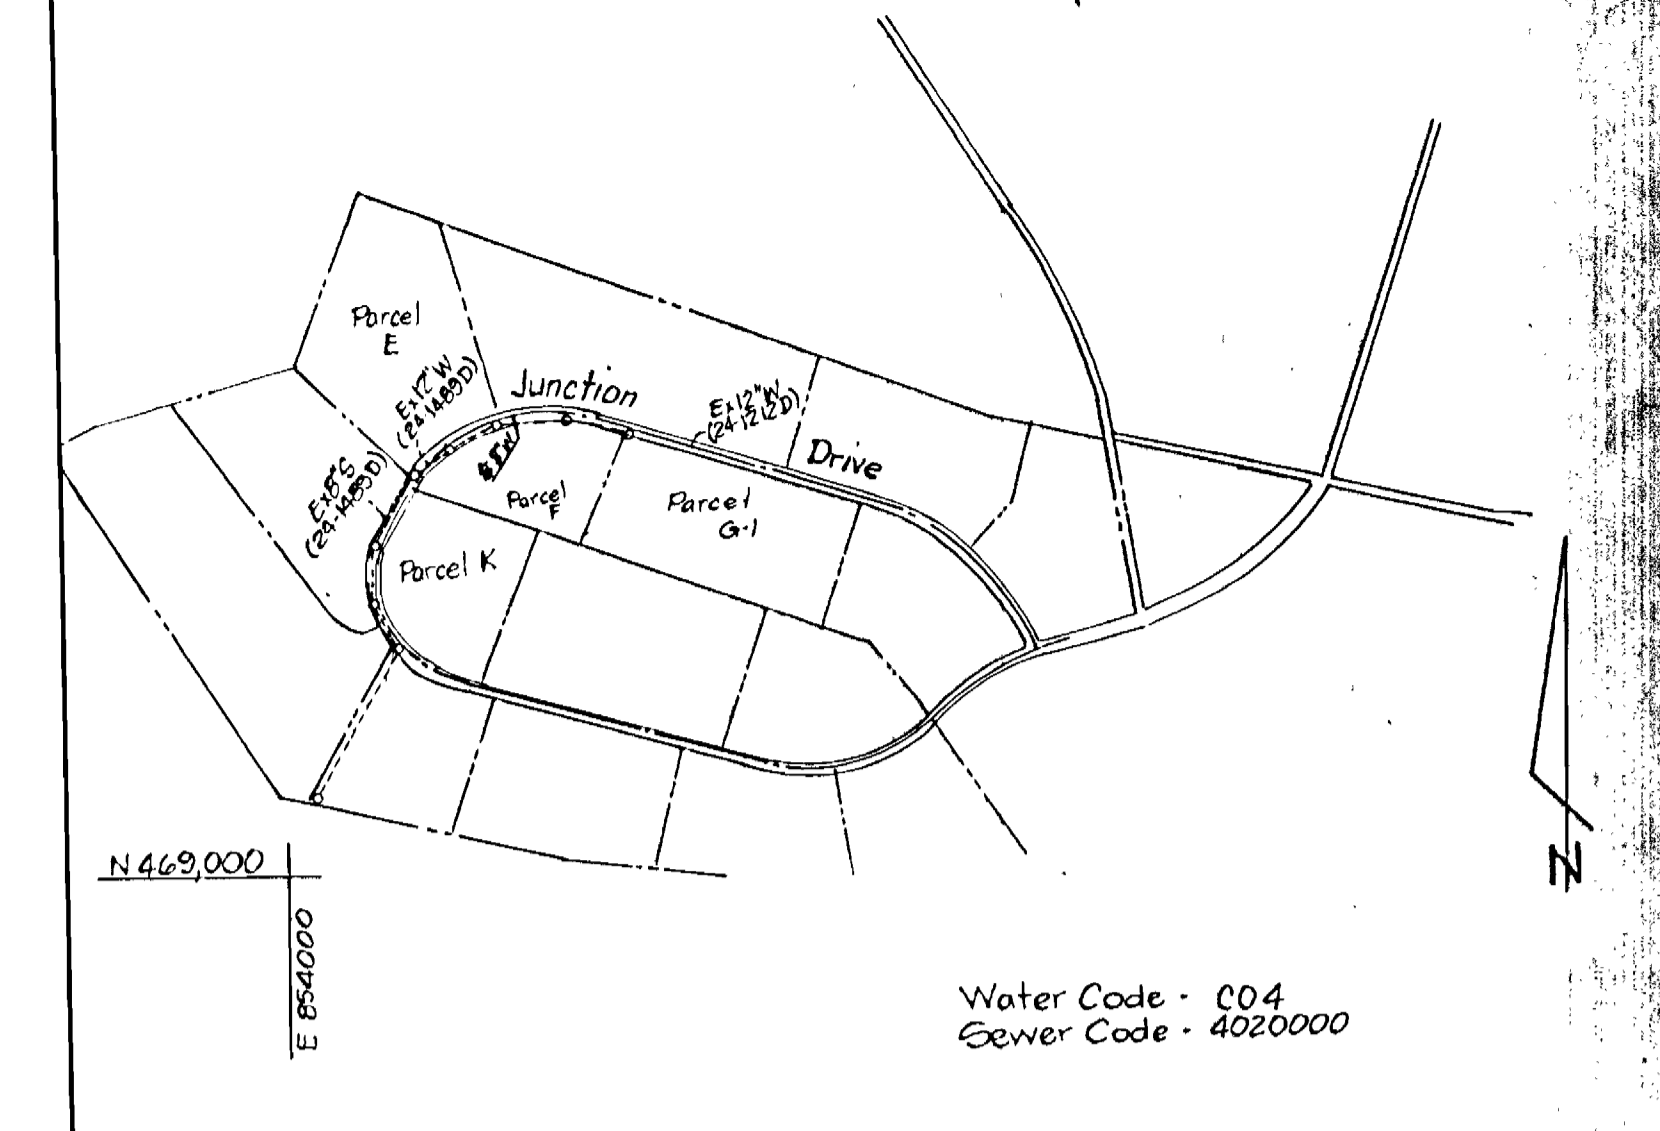 Parcel
E
Ex 12" W
(24-1489D)
Junction
Ex 12" W
(24-1212D)
Drive
Ex 8" S
(24-1489D)
Parcel
F
Parcel
G-1
Parcel K
N 469,000
E 854000
N
Water Code - C04
Sewer Code - 4020000